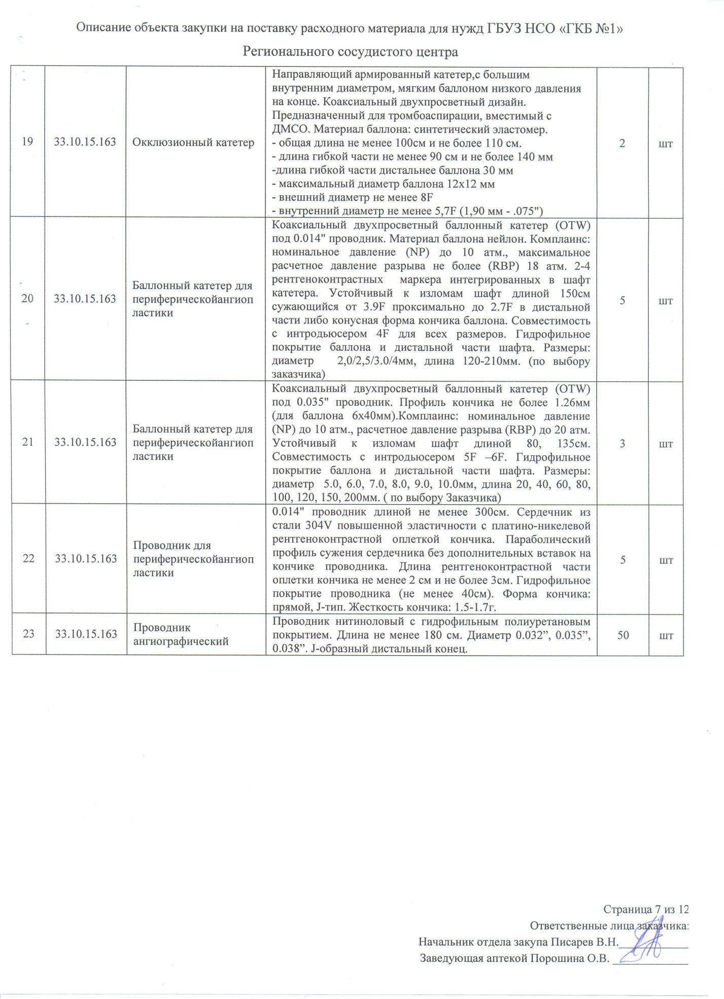 Описание объекта закупки на поставку расходного материала для нужд ГБУЗ НСО «ГКБ №1»
Регионального сосудистого центра
19
33.10.15.163
Окклюзионный катетер
Направляющий армированный катетер,с большим
внутренним диаметром, мягким баллоном низкого давления
на конце. Коаксиальный двухпросветный дизайн.
Предназначенный для тромбоаспирации, вместимый с
ДМСО. Материал баллона: синтетический эластомер.
- общая длина не менее 100см и не более 110 см.
- длина гибкой части не менее 90 см и не более 140 мм
-длина гибкой части дистальнее баллона 30 мм
- максимальный диаметр баллона 12х12 мм
- внешний диаметр не менее 8F
- внутренний диаметр не менее 5,7F (1,90 мм - .075")
2
шт
20
33.10.15.163
Баллонный катетер для
периферическойангиоп
ластики
Коаксиальный двухпросветный баллонный катетер (OTW)
под 0.014" проводник. Материал баллона нейлон. Комплаинс:
номинальное давление (NP) до 10 атм., максимальное
расчетное давление разрыва не более (RBP) 18 атм. 2-4
рентгеноконтрастных маркера интегрированных в шафт
катетера. Устойчивый к изломам шафт длиной 150см
сужающийся от 3.9F проксимально до 2.7F в дистальной
части либо конусная форма кончика баллона. Совместимость
с интродьюсером 4F для всех размеров. Гидрофильное
покрытие баллона и дистальной части шафта. Размеры:
диаметр 2,0/2,5/3.0/4мм, длина 120-210мм. (по выбору
заказчика)
5
шт
21
33.10.15.163
Баллонный катетер для
периферическойангиоп
ластики
Коаксиальный двухпросветный баллонный катетер (OTW)
под 0.035" проводник. Профиль кончика не более 1.26мм
(для баллона 6х40мм).Комплаинс: номинальное давление
(NP) до 10 атм., расчетное давление разрыва (RBP) до 20 атм.
Устойчивый к изломам шафт длиной 80, 135см.
Совместимость с интродьюсером 5F –6F. Гидрофильное
покрытие баллона и дистальной части шафта. Размеры:
диаметр 5.0, 6.0, 7.0, 8.0, 9.0, 10.0мм, длина 20, 40, 60, 80,
100, 120, 150, 200мм. ( по выбору Заказчика)
3
шт
22
33.10.15.163
Проводник для
периферическойангиоп
ластики
0.014" проводник длиной не менее 300см. Сердечник из
стали 304V повышенной эластичности с платино-никелевой
рентгеноконтрастной оплеткой кончика. Параболический
профиль сужения сердечника без дополнительных вставок на
кончике проводника. Длина рентгеноконтрастной части
оплетки кончика не менее 2 см и не более 3см. Гидрофильное
покрытие проводника (не менее 40см). Форма кончика:
прямой, J-тип. Жесткость кончика: 1.5-1.7г.
5
шт
23
33.10.15.163
Проводник
ангиографический
Проводник нитиноловый с гидрофильным полиуретановым
покрытием. Длина не менее 180 см. Диаметр 0.032”, 0.035”,
0.038”. J-образный дистальный конец.
50
шт
Страница 7 из 12
Ответственные лица заказчика:
Начальник отдела закупа Писарев В.Н.____________
Заведующая аптекой Порошина О.В. _____________